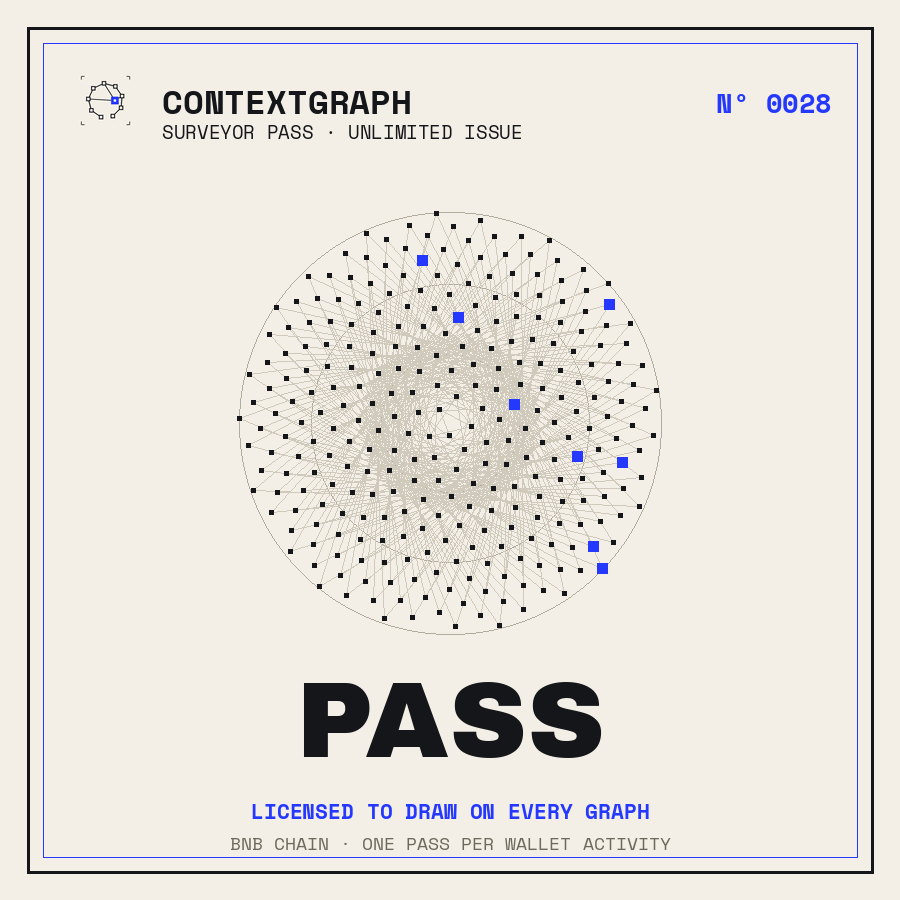 CONTEXTGRAPH
N° 0028
SURVEYOR PASS · UNLIMITED ISSUE
PASS
LICENSED TO DRAW ON EVERY GRAPH
BNB CHAIN · ONE PASS PER WALLET ACTIVITY